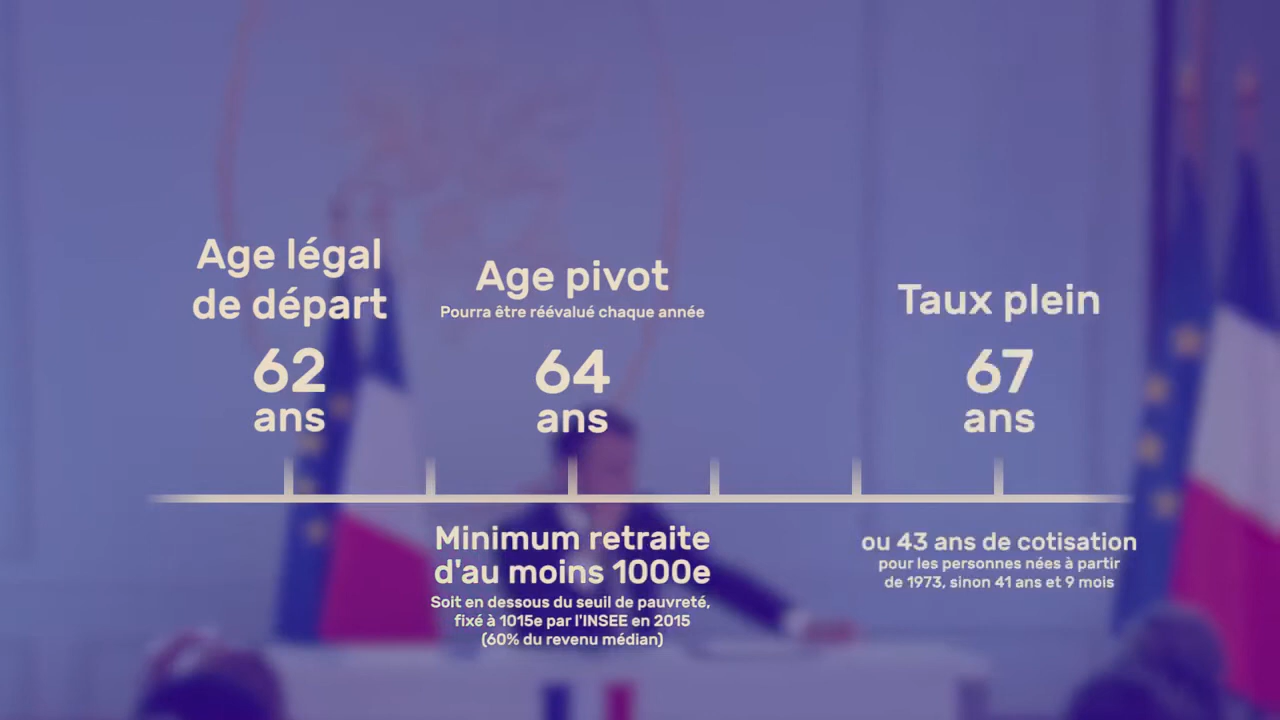 Age légal
de départ
62
ans
Age pivot
Pourra être réévalué chaque année
64
ans
Taux plein
67
ans
Minimum retraite
d'au moins 1000e
Soit en dessous du seuil de pauvreté,
fixé à 1015e par l'INSEE en 2015
(60% du revenu médian)
ou 43 ans de cotisation
pour les personnes nées à partir
de 1973, sinon 41 ans et 9 mois